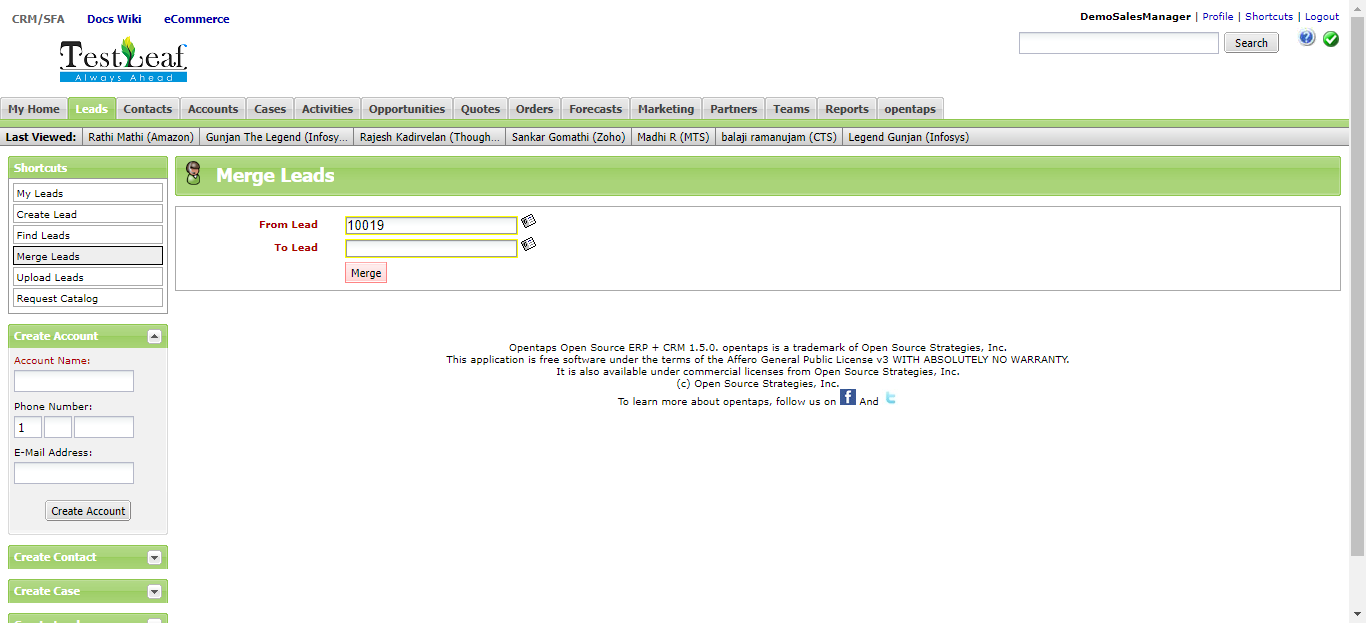 CRM/SFA Docs Wiki eCommerce
DemoSalesManager | Profile | Shortcuts | Logout
TestLeaf
Always Ahead
Search
My Home Leads Contacts Accounts Cases Activities Opportunities Quotes Orders Forecasts Marketing Partners Teams Reports opentaps
Last Viewed: Rathi Mathi (Amazon) Gunjan The Legend (Infosy... Rajesh Kadirvelan (Though... Sankar Gomathi (Zoho) Madhi R (MTS) balaji ramanujam (CTS) Legend Gunjan (Infosys)
Shortcuts
My Leads
Create Lead
Find Leads
Merge Leads
Upload Leads
Request Catalog
Create Account
Account Name:
Phone Number:
1
E-Mail Address:
Create Account
Create Contact
Create Case
Merge Leads
From Lead 10019
To Lead
Merge
Opentaps Open Source ERP + CRM 1.5.0. opentaps is a trademark of Open Source Strategies, Inc.
This application is free software under the terms of the Affero General Public License v3 WITH ABSOLUTELY NO WARRANTY.
It is also available under commercial licenses from Open Source Strategies, Inc.
(c) Open Source Strategies, Inc.
To learn more about opentaps, follow us on f And t